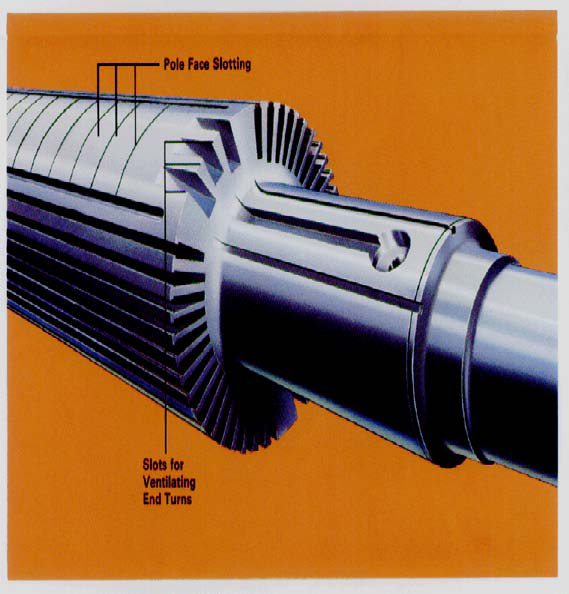 Pole Face Slotting
Slots for
Ventilating
End Turns